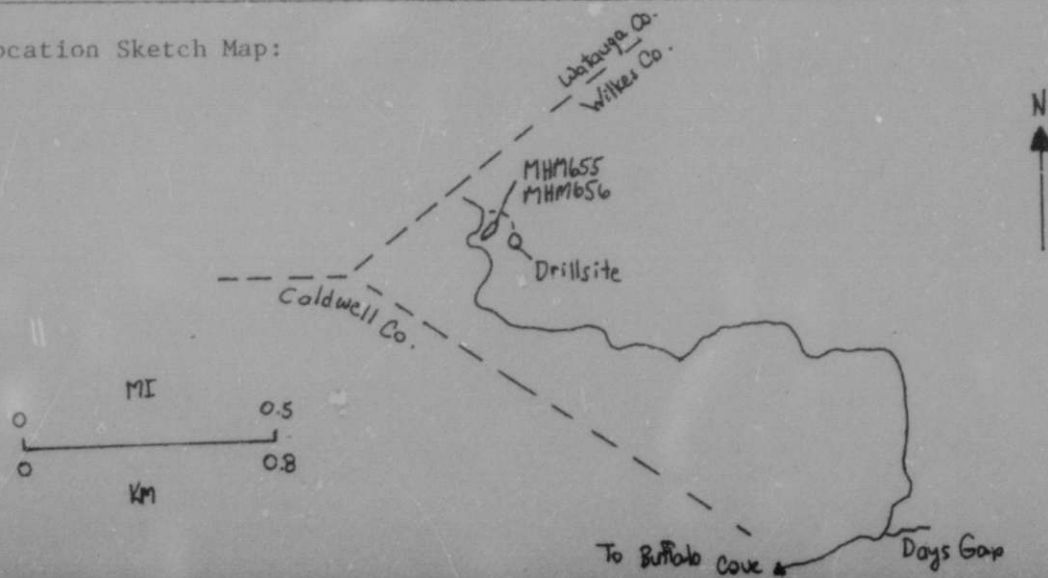 ocation Sketch Map:
Watauga Co.
Wilkes Co.
N
MHM655
MHM656
Drillsite
Caldwell Co.
MI
0 0.5
0 0.8
KM
To Buffalo Cove
Days Gap